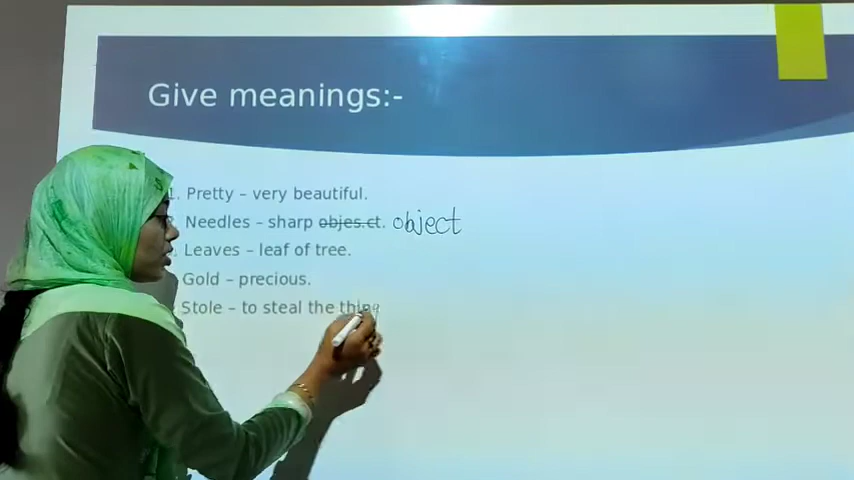 Give meanings:-
1. Pretty – very beautiful.
Needles – sharp objes.ct. object
Leaves – leaf of tree.
Gold – precious.
Stole – to steal the thing